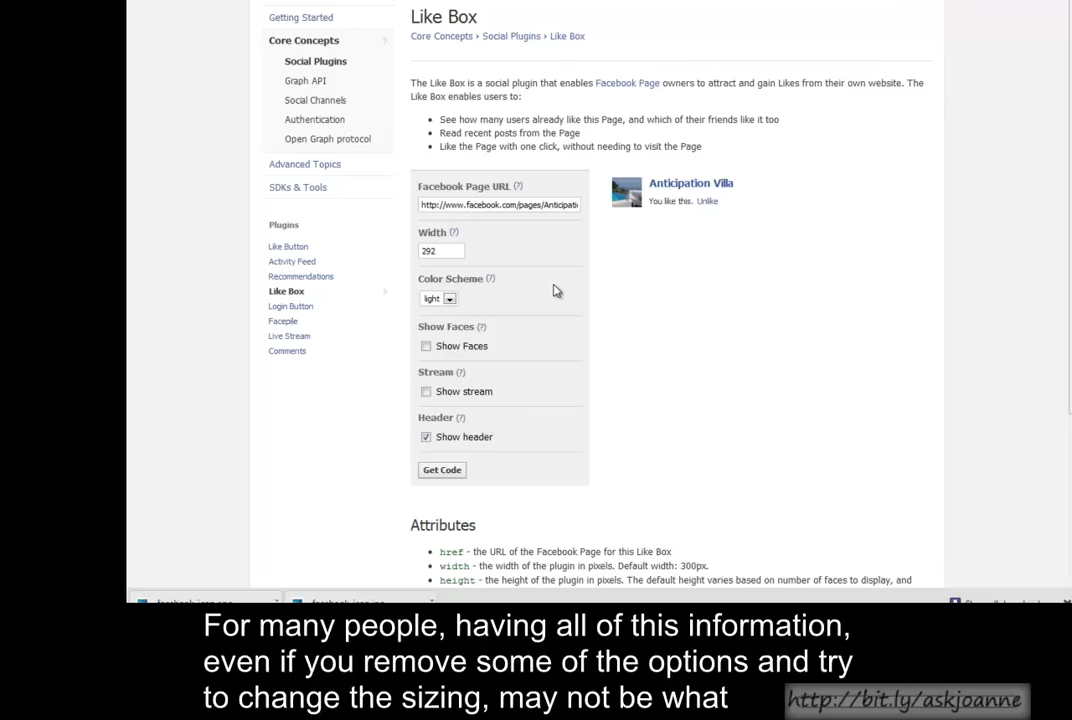 Getting Started
Core Concepts
Social Plugins
Graph API
Social Channels
Authentication
Open Graph protocol
Advanced Topics
SDKs & Tools
Plugins
Like Button
Activity Feed
Recommendations
Like Box
Login Button
Facepile
Live Stream
Comments
Like Box
Core Concepts › Social Plugins › Like Box
The Like Box is a social plugin that enables Facebook Page owners to attract and gain Likes from their own website. The
Like Box enables users to:
• See how many users already like this Page, and which of their friends like it too
• Read recent posts from the Page
• Like the Page with one click, without needing to visit the Page
Facebook Page URL (?)
http://www.facebook.com/pages/Anticipati
Width (?)
292
Color Scheme (?)
light
Show Faces (?)
Show Faces
Stream (?)
Show stream
Header (?)
Show header
Get Code
Anticipation Villa
You like this. Unlike
Attributes
• href - the URL of the Facebook Page for this Like Box
• width - the width of the plugin in pixels. Default width: 300px.
• height - the height of the plugin in pixels. The default height varies based on number of faces to display, and
For many people, having all of this information,
even if you remove some of the options and try
to change the sizing, may not be what
http://bit.ly/askjoanne